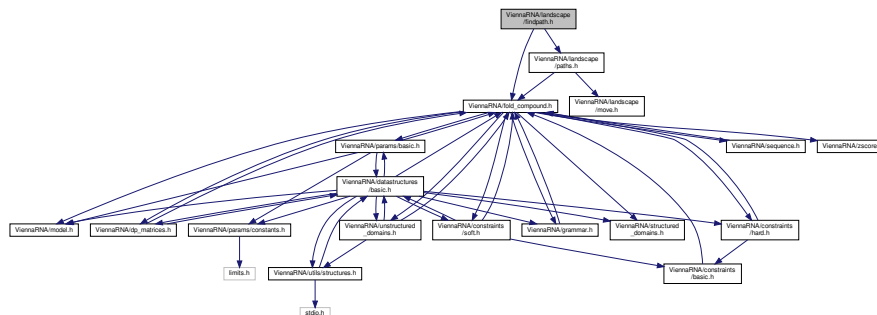 ViennaRNA/landscape
/findpath.h
ViennaRNA/landscape
/paths.h
ViennaRNA/fold_compound.h
ViennaRNA/landscape
/move.h
ViennaRNA/params/basic.h
ViennaRNA/sequence.h
ViennaRNA/zscore
ViennaRNA/datastructures
/basic.h
ViennaRNA/model.h
ViennaRNA/dp_matrices.h
ViennaRNA/params/constants.h
ViennaRNA/unstructured
_domains.h
ViennaRNA/constraints
/soft.h
ViennaRNA/grammar.h
ViennaRNA/structured
_domains.h
ViennaRNA/constraints
/hard.h
limits.h
ViennaRNA/utils/structures.h
ViennaRNA/constraints
/basic.h
stdio.h